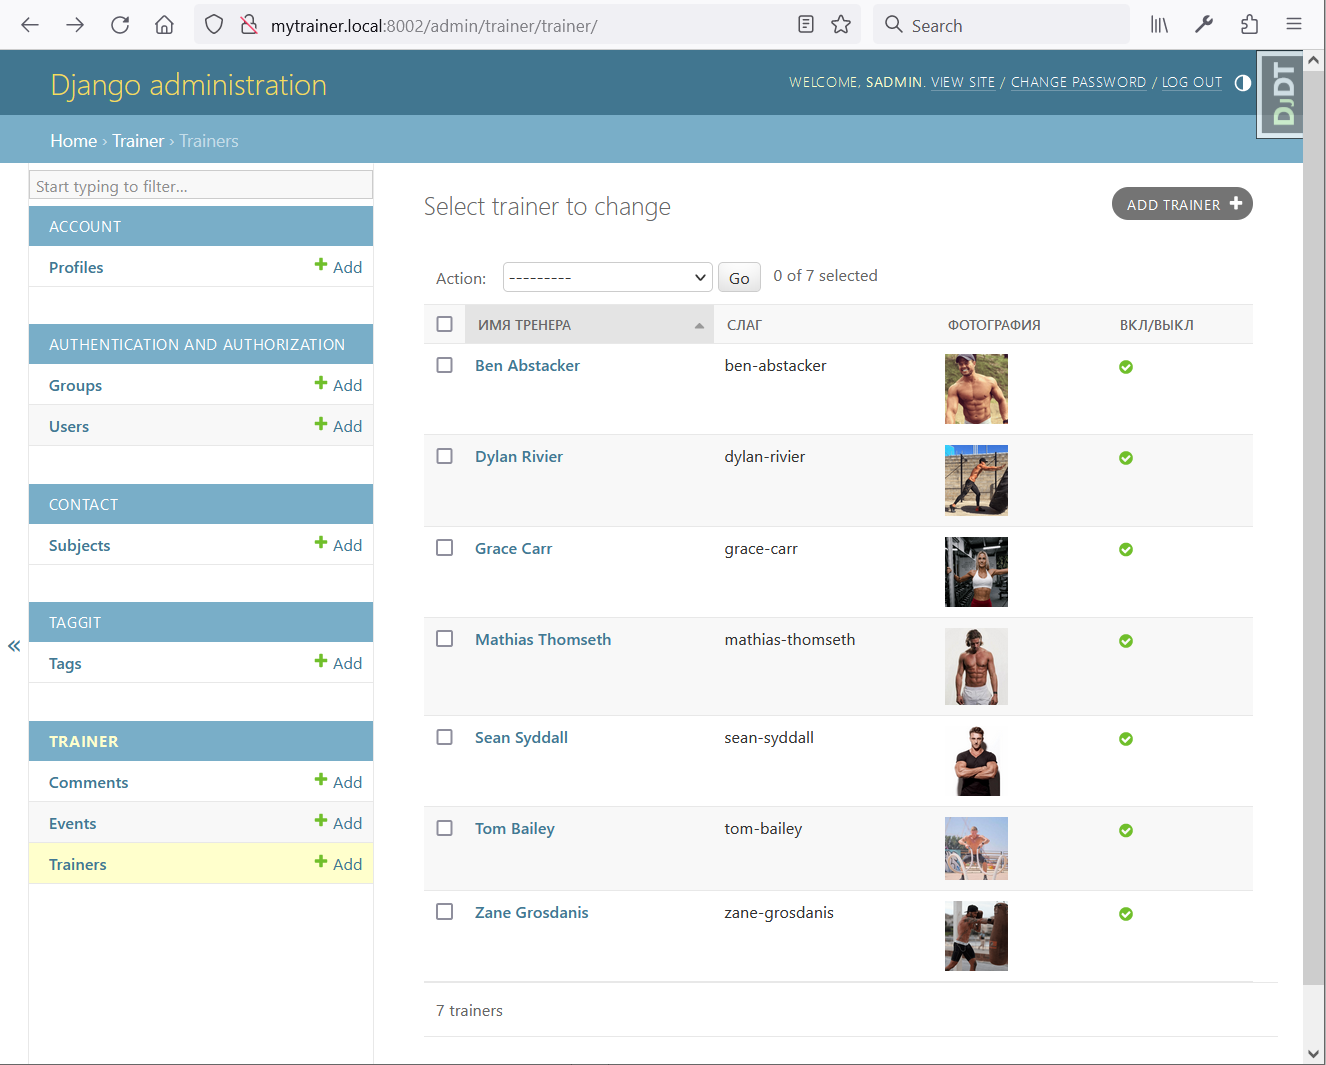 mytrainer.local:8002/admin/trainer/trainer/
Search
Django administration
WELCOME, SADMIN. VIEW SITE / CHANGE PASSWORD / LOG OUT
DJDT
Home › Trainer › Trainers
Start typing to filter...
ACCOUNT
Profiles
Add
AUTHENTICATION AND AUTHORIZATION
Groups
Add
Users
Add
CONTACT
Subjects
Add
TAGGIT
Tags
Add
«
TRAINER
Comments
Add
Events
Add
Trainers
Add
Select trainer to change
ADD TRAINER
Action: --------- Go 0 of 7 selected
ИМЯ ТРЕНЕРА СЛАГ ФОТОГРАФИЯ ВКЛ/ВЫКЛ
Ben Abstacker ben-abstacker
Dylan Rivier dylan-rivier
Grace Carr grace-carr
Mathias Thomseth mathias-thomseth
Sean Syddall sean-syddall
Tom Bailey tom-bailey
Zane Grosdanis zane-grosdanis
7 trainers